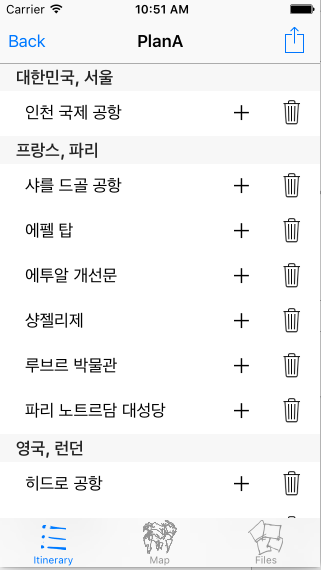 Carrier 10:51 AM
Back PlanA
대한민국, 서울
인천 국제 공항
프랑스, 파리
샤를 드골 공항
에펠 탑
에투알 개선문
샹젤리제
루브르 박물관
파리 노트르담 대성당
영국, 런던
히드로 공항
Itinerary Map Files